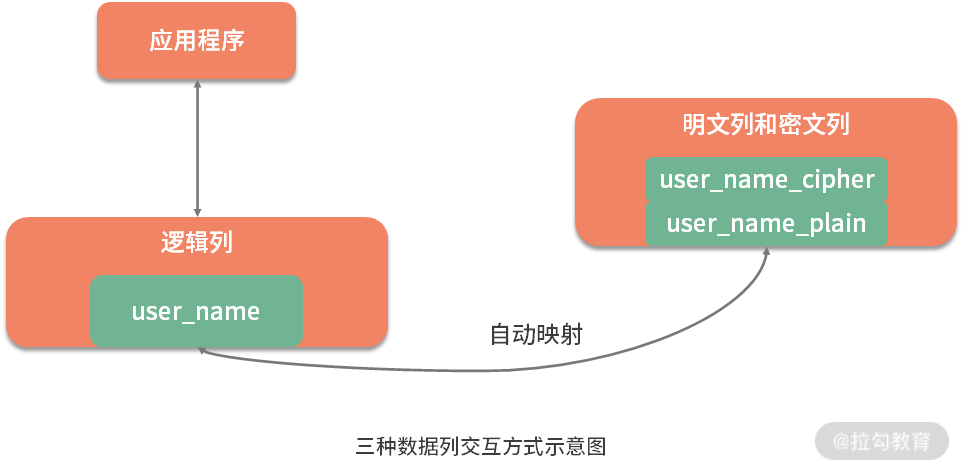 应用程序
明文列和密文列
user_name_cipher
user_name_plain
逻辑列
user_name
自动映射
三种数据列交互方式示意图
@拉勾教育